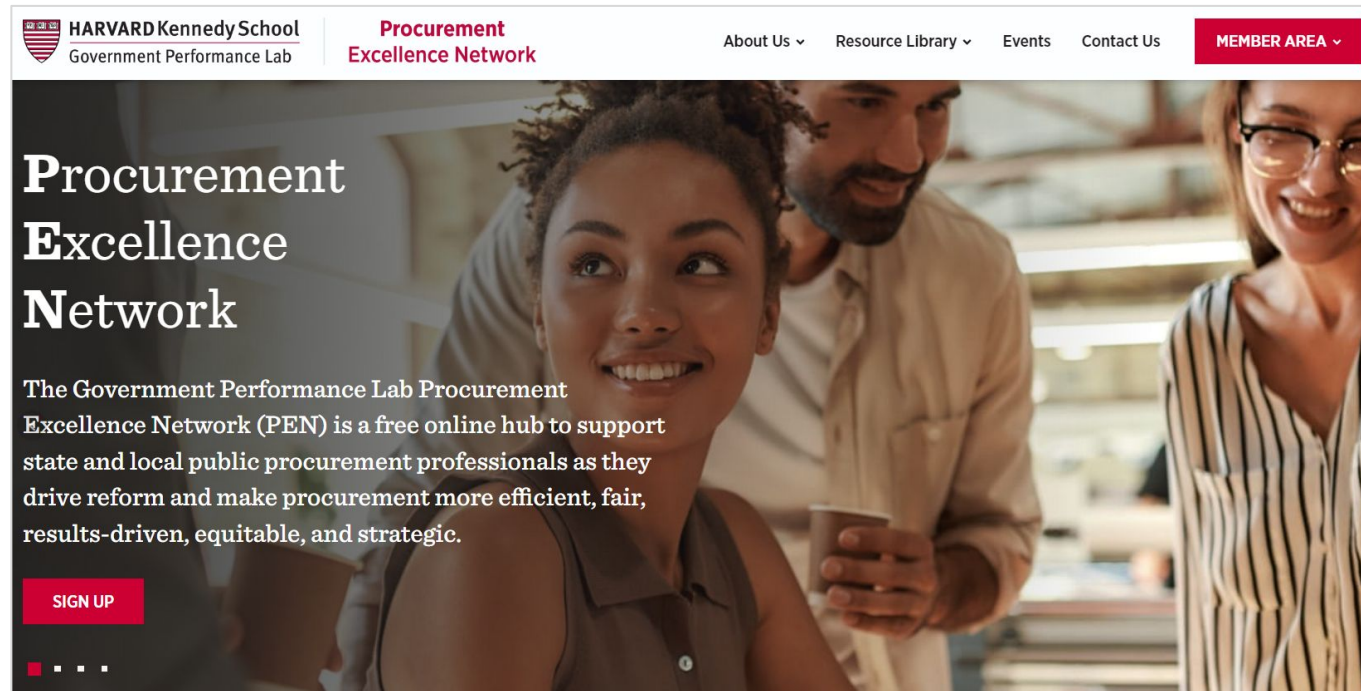 HARVARD Kennedy School
Government Performance Lab
Procurement
Excellence Network
About Us
Resource Library
Events
Contact Us
MEMBER AREA
Procurement
Excellence
Network
The Government Performance Lab Procurement
Excellence Network (PEN) is a free online hub to support
state and local public procurement professionals as they
drive reform and make procurement more efficient, fair,
results-driven, equitable, and strategic.
SIGN UP